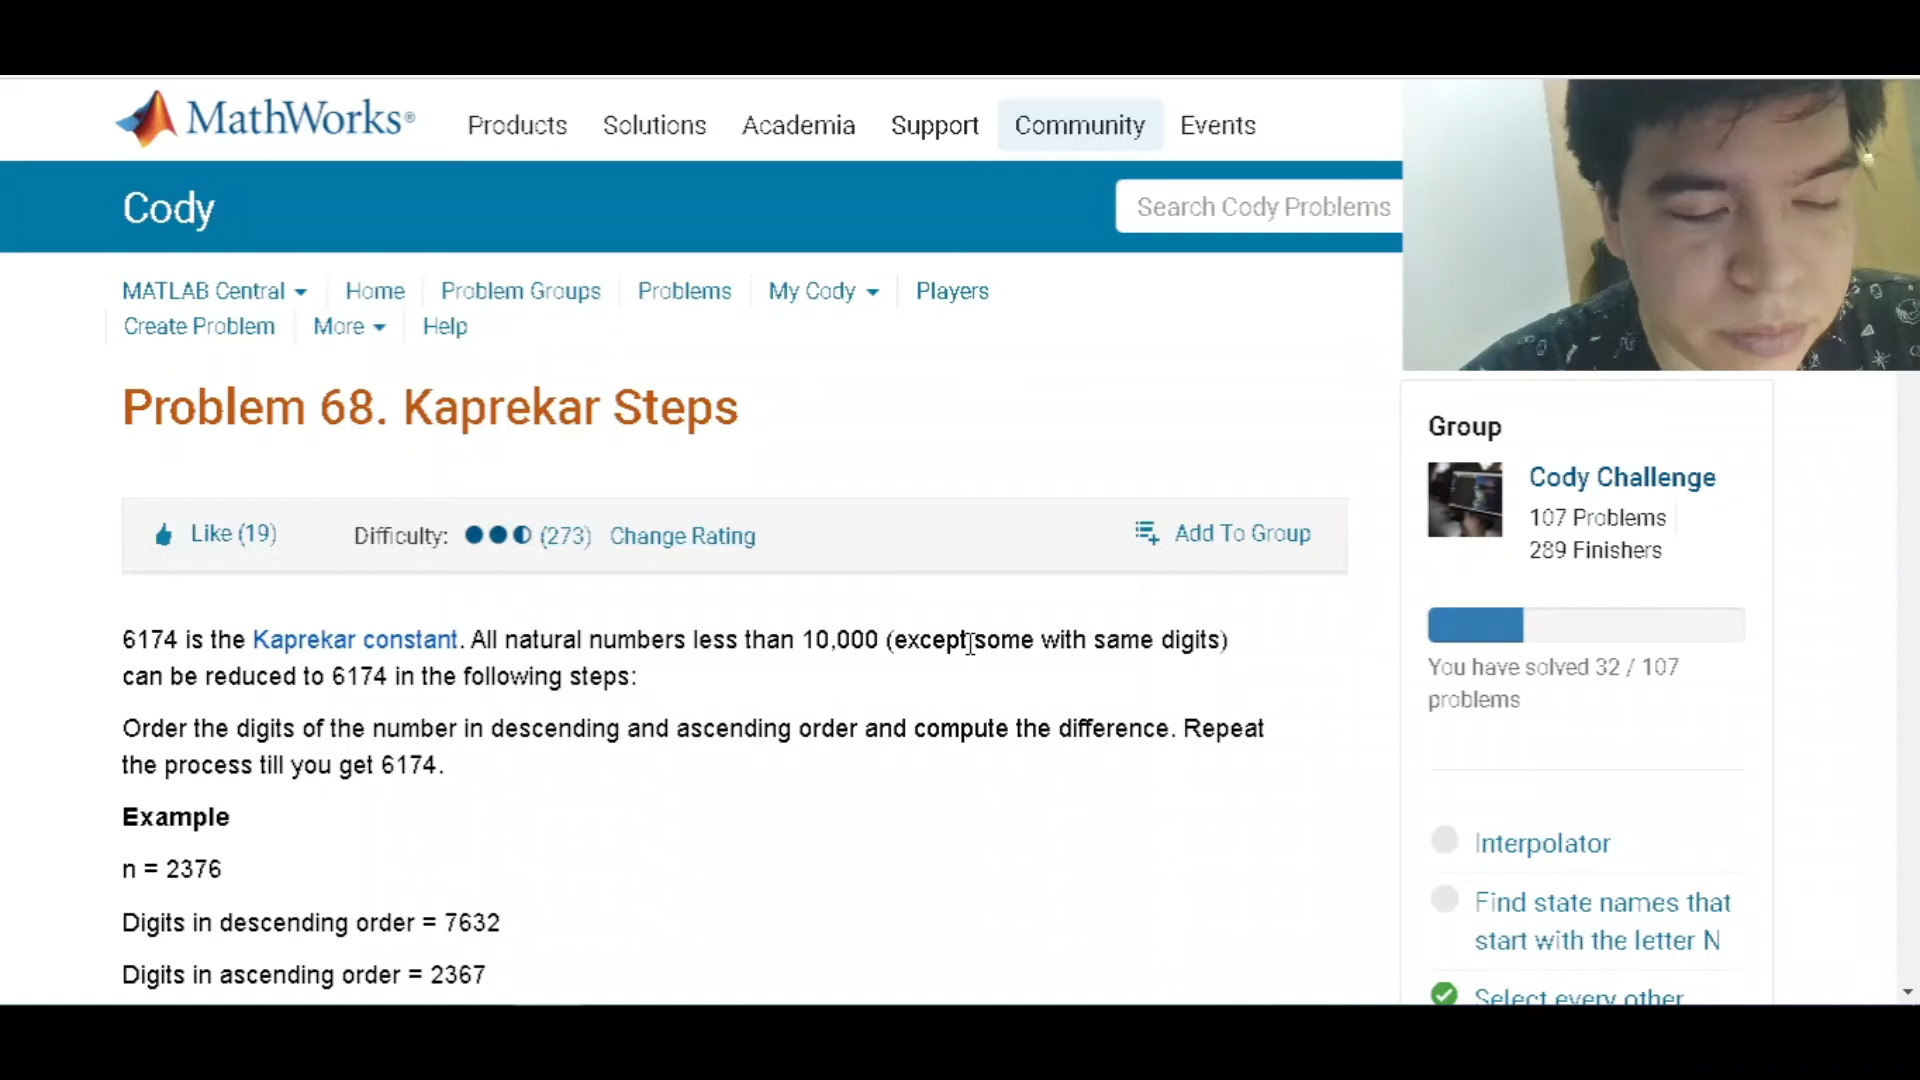 MathWorks®
Products Solutions Academia Support Community Events
Cody
Search Cody Problems
MATLAB Central Home Problem Groups Problems My Cody Players
Create Problem More Help
Problem 68. Kaprekar Steps
Like (19) Difficulty: (273) Change Rating Add To Group
6174 is the Kaprekar constant. All natural numbers less than 10,000 (except some with same digits)
can be reduced to 6174 in the following steps:
Order the digits of the number in descending and ascending order and compute the difference. Repeat
the process till you get 6174.
Example
n = 2376
Digits in descending order = 7632
Digits in ascending order = 2367
Group
Cody Challenge
107 Problems
289 Finishers
You have solved 32 / 107
problems
Interpolator
Find state names that
start with the letter N
Select every other